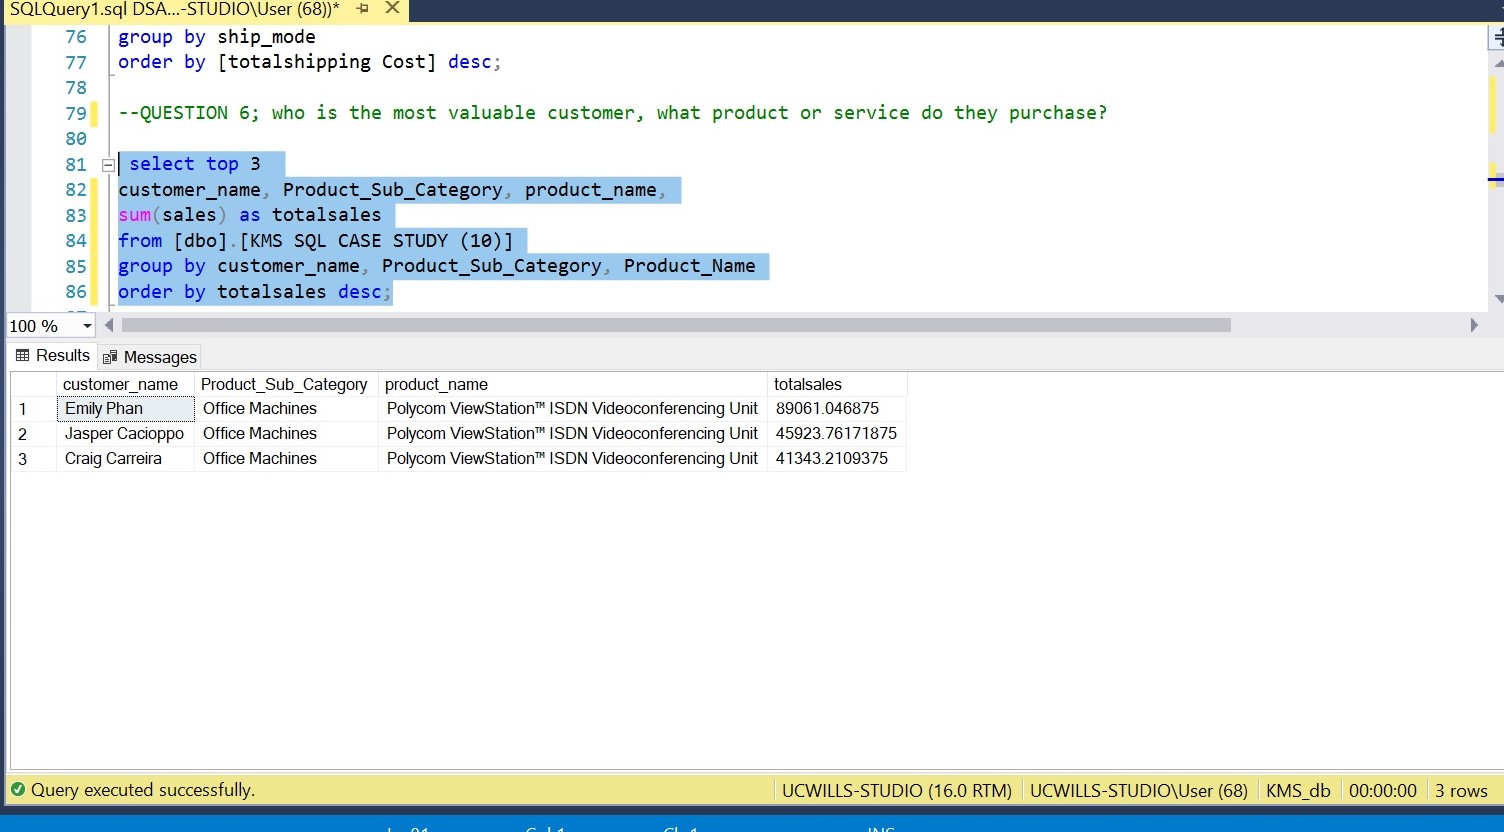 SQLQuery1.sql DSA...-STUDIO\User (68))*
76 group by ship_mode
77 order by [totalshipping Cost] desc;
78
79 --QUESTION 6; who is the most valuable customer, what product or service do they purchase?
80
81 select top 3
82 customer_name, Product_Sub_Category, product_name,
83 sum(sales) as totalsales
84 from [dbo].[KMS SQL CASE STUDY (10)]
85 group by customer_name, Product_Sub_Category, Product_Name
86 order by totalsales desc;
100 %
Results Messages
customer_name Product_Sub_Category product_name totalsales
1 Emily Phan Office Machines Polycom ViewStation™ ISDN Videoconferencing Unit 89061.046875
2 Jasper Cacioppo Office Machines Polycom ViewStation™ ISDN Videoconferencing Unit 45923.76171875
3 Craig Carreira Office Machines Polycom ViewStation™ ISDN Videoconferencing Unit 41343.2109375
Query executed successfully. UCWILLS-STUDIO (16.0 RTM) UCWILLS-STUDIO\User (68) KMS_db 00:00:00 3 rows